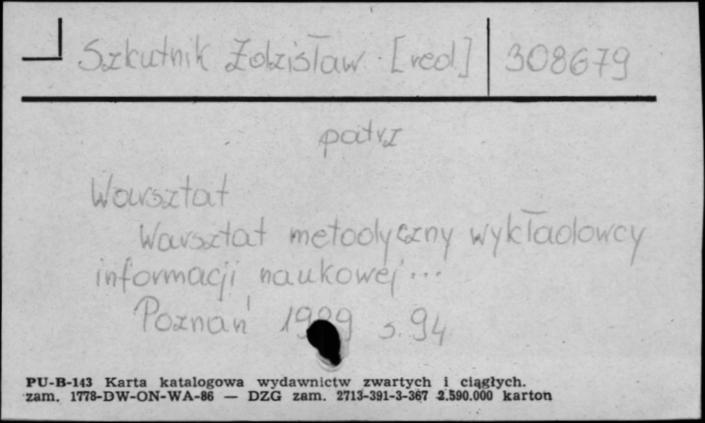 Szkutnik Zdzisław [red.] 308679
patrz
Warsztat
Warsztat metodyczny wykładowcy
informacji naukowej ...
Poznań 1989 s. 94
PU-B-143 Karta katalogowa wydawnictw zwartych i ciągłych.
zam. 1778-DW-ON-WA-86 — DZG zam. 2713-391-3-367 2.590.000 karton